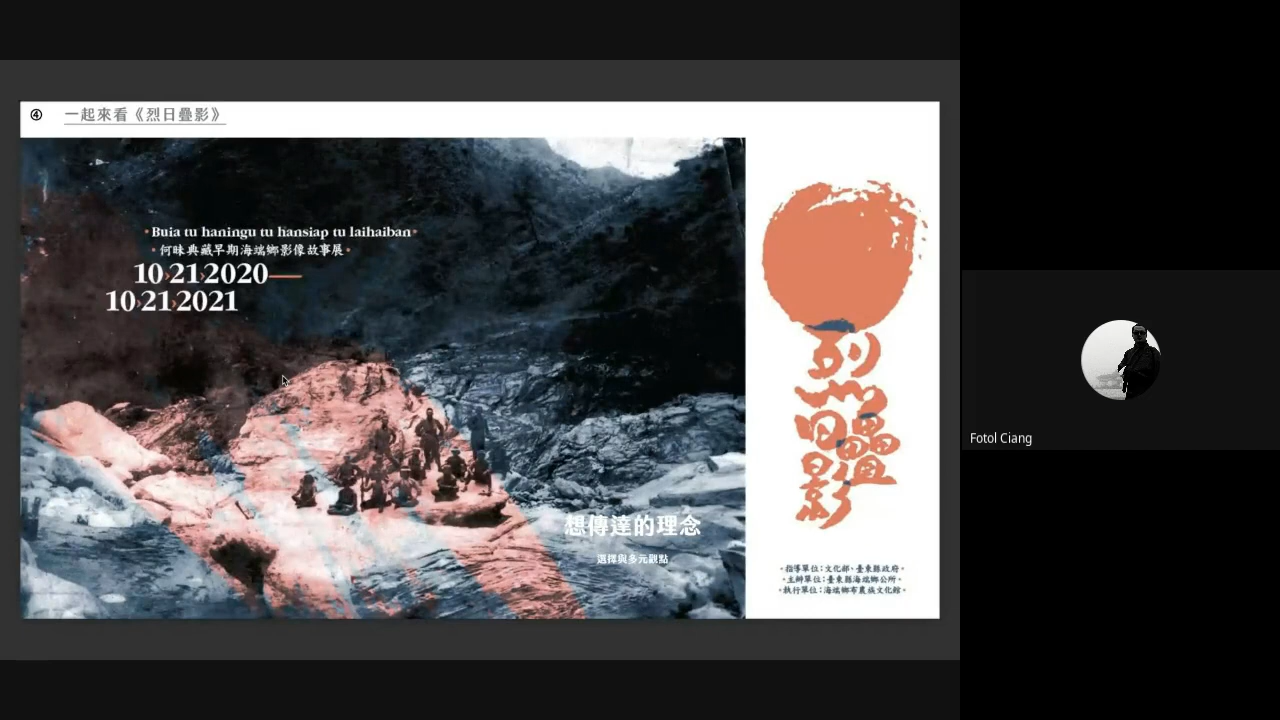 ④ 一起來看《烈日疊影》
•Buia tu haningu tu hansiap tu laihaiban•
•何昧典藏早期海端鄉影像故事展•
10›21›2020—
10›21›2021
想傳達的理念
選擇與多元觀點
烈日疊影
•指導單位：文化部、臺東縣政府•
•主辦單位：臺東縣海端鄉公所•
•執行單位：海端鄉布農族文化館•
Fotol Ciang